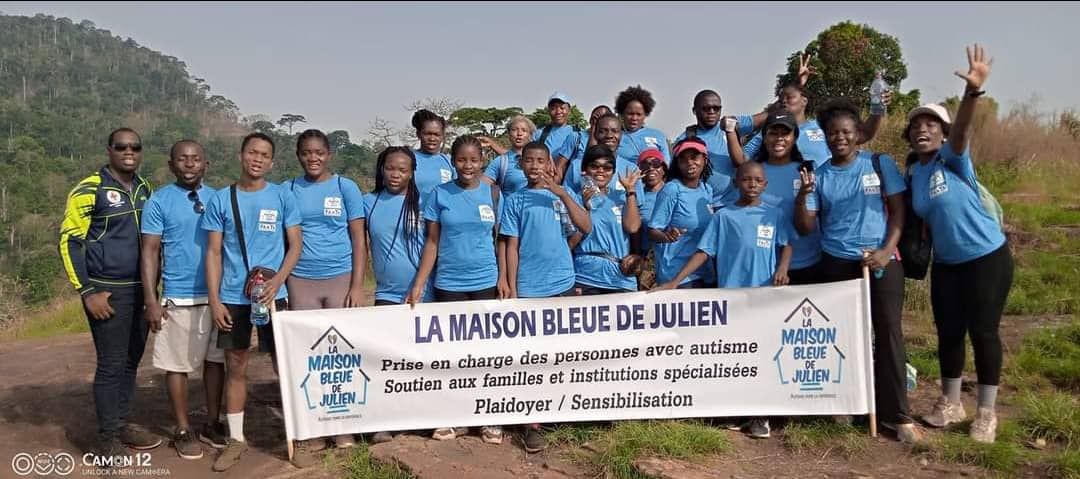 LA MAISON BLEUE DE JULIEN
Prise en charge des personnes avec autisme
Soutien aux familles et institutions spécialisées
Plaidoyer / Sensibilisation
LA
MAISON
BLEUE
DE
JULIEN
LA
MAISON
BLEUE
DE
JULIEN
CAMON 12
UNLOCK A NEW CAMERA